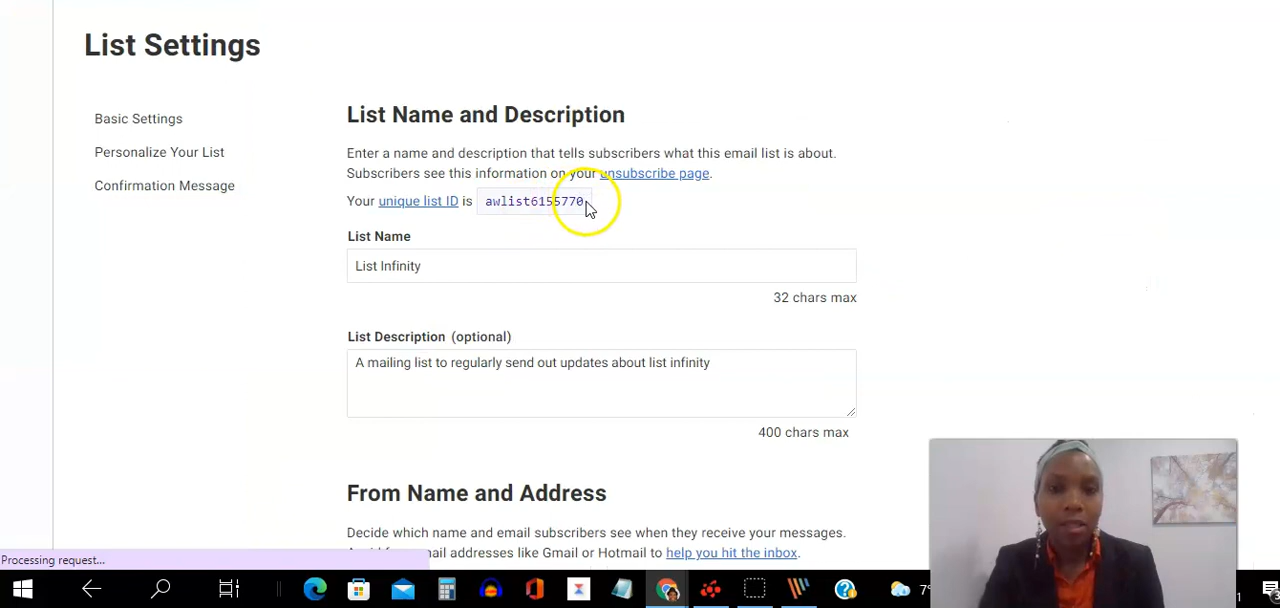 List Settings
Basic Settings
Personalize Your List
Confirmation Message
List Name and Description
Enter a name and description that tells subscribers what this email list is about.
Subscribers see this information on your unsubscribe page.
Your unique list ID is awlist6155770
List Name
List Infinity
32 chars max
List Description (optional)
A mailing list to regularly send out updates about list infinity
400 chars max
From Name and Address
Decide which name and email subscribers see when they receive your messages.
email addresses like Gmail or Hotmail to help you hit the inbox.
Processing request...